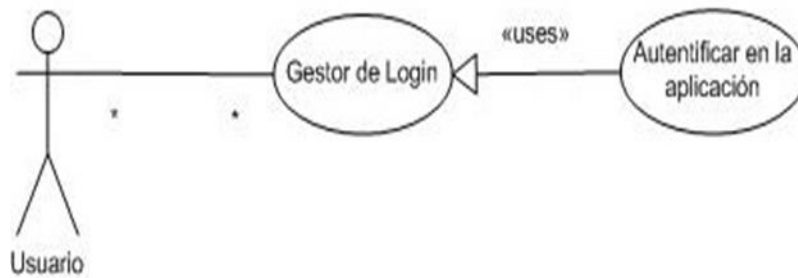 «uses»
Gestor de Login
Autentificar en la
aplicación
*
*
Usuario